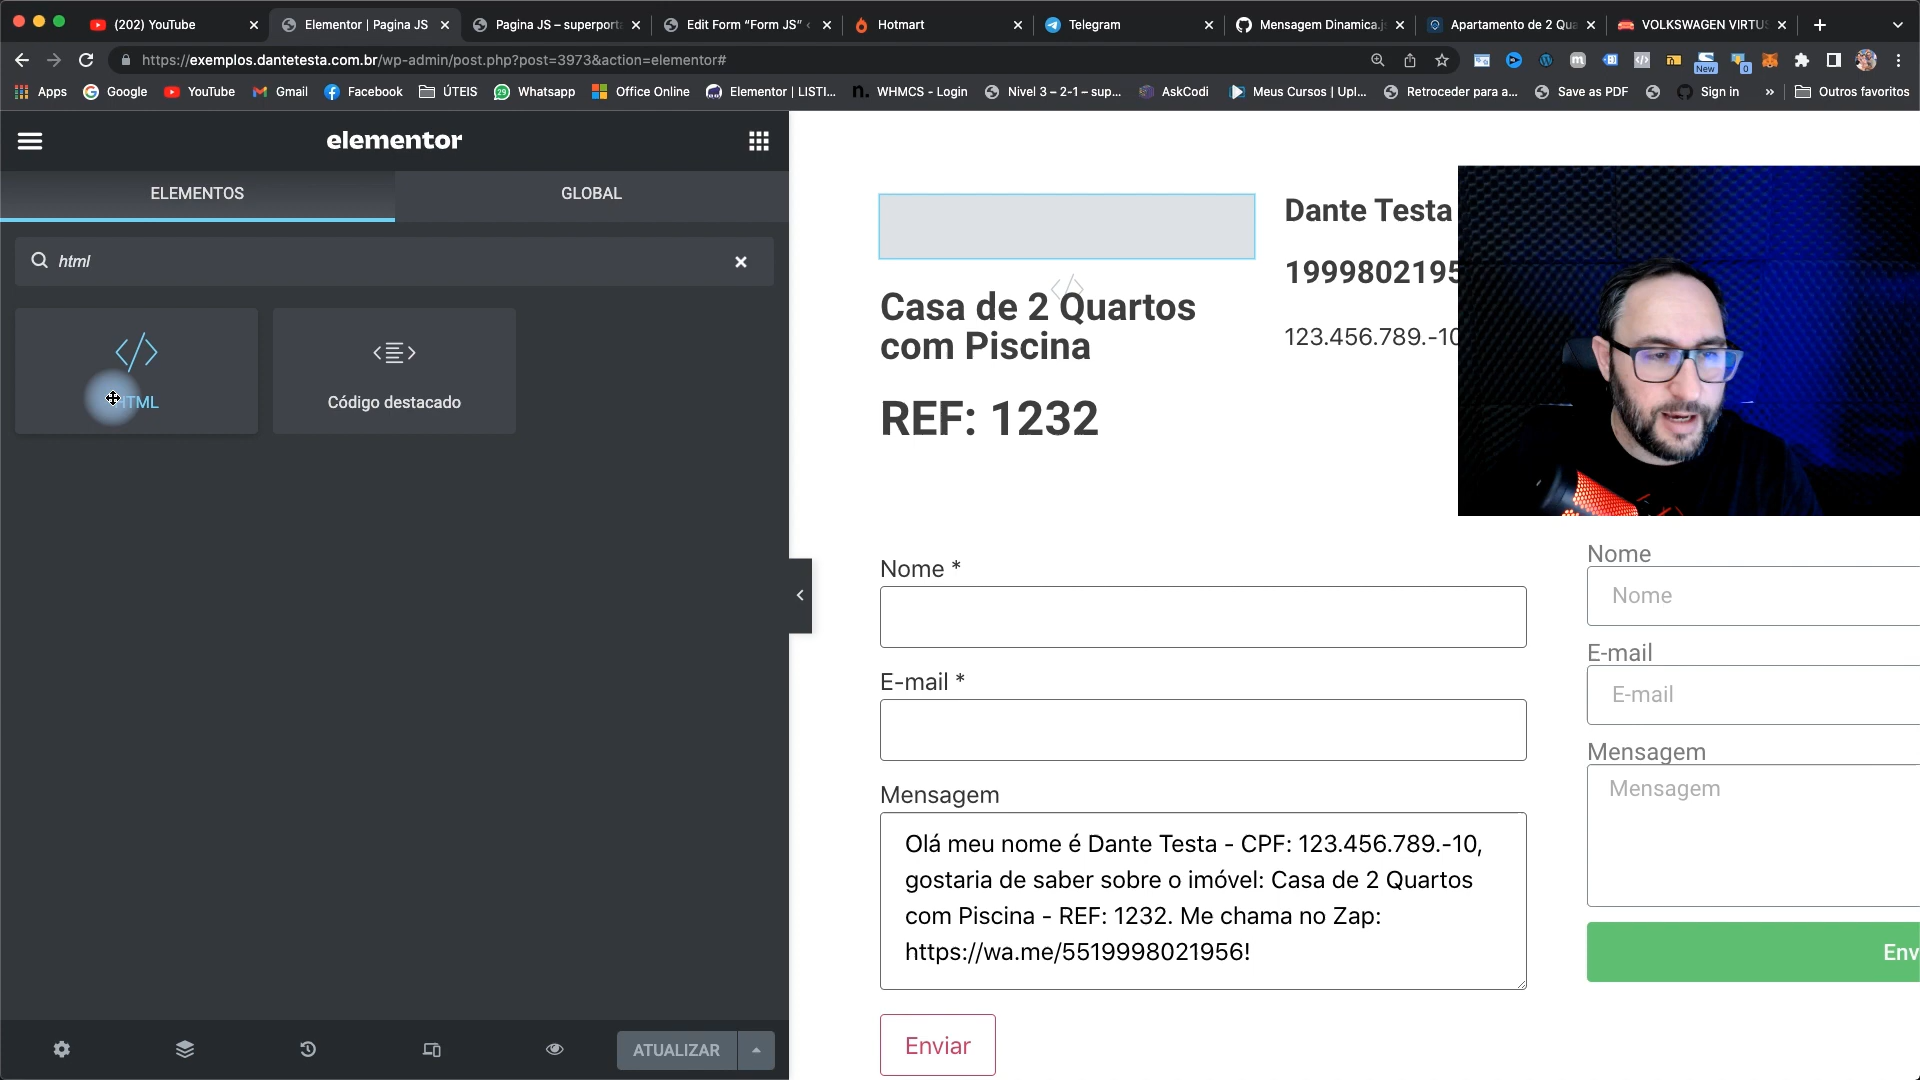 (202) YouTube
Elementor | Pagina JS
Pagina JS – superport
Edit Form “Form JS”
Hotmart
Telegram
Mensagem Dinamica.j
Apartamento de 2 Qua
VOLKSWAGEN VIRTUS
https://exemplos.dantetesta.com.br/wp-admin/post.php?post=3973&action=elementor#
New
0
Apps
Google
YouTube
Gmail
Facebook
ÚTEIS
29
Whatsapp
Office Online
Elementor | LISTI...
WHMCS - Login
Nivel 3 – 2-1 – sup...
AskCodi
Meus Cursos | Upl...
Retroceder para a...
Save as PDF
Sign in
Outros favoritos
elementor
ELEMENTOS
GLOBAL
html
HTML
Código destacado
ATUALIZAR
Casa de 2 Quartos
com Piscina
REF: 1232
Dante Testa
1999802195
123.456.789.-10
Nome *
E-mail *
Mensagem
Olá meu nome é Dante Testa - CPF: 123.456.789.-10,
gostaria de saber sobre o imóvel: Casa de 2 Quartos
com Piscina - REF: 1232. Me chama no Zap:
https://wa.me/5519998021956!
Enviar
Nome
Nome
E-mail
E-mail
Mensagem
Mensagem
Env